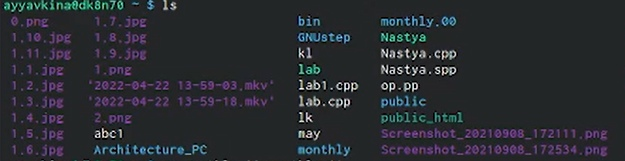 ayyavkina@dk8n70 ~ $ ls
0.png 1.7.jpg bin monthly.00
1.10.jpg 1.8.jpg GNUstep Nastya
1.11.jpg 1.9.jpg kl Nastya.cpp
1.1.jpg 1.png lab Nastya.spp
1.2.jpg '2022-04-22 13-59-03.mkv' lab1.cpp op.pp
1.3.jpg '2022-04-22 13-59-18.mkv' lab.cpp public
1.4.jpg 2.png lk public_html
1.5.jpg abc1 may Screenshot_20210908_172111.png
1.6.jpg Architecture_PC monthly Screenshot_20210908_172534.png